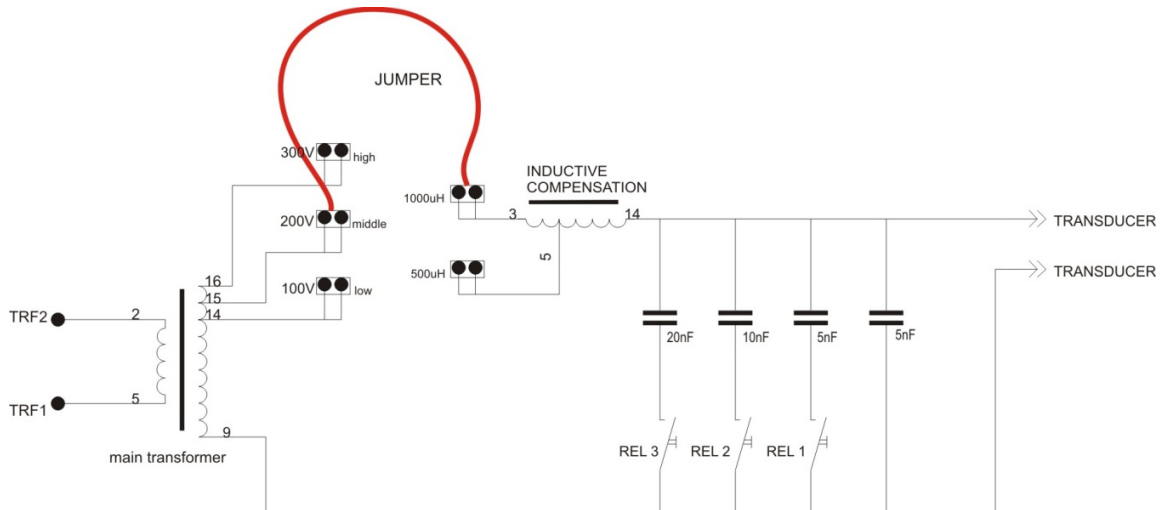 JUMPER
300V
high
INDUCTIVE
COMPENSATION
1000uH
3
14
200V
middle
TRANSDUCER
5
500uH
TRANSDUCER
16
15
14
100V
low
TRF2
2
20nF
10nF
5nF
5nF
TRF1
5
9
main transformer
REL 3
REL 2
REL 1